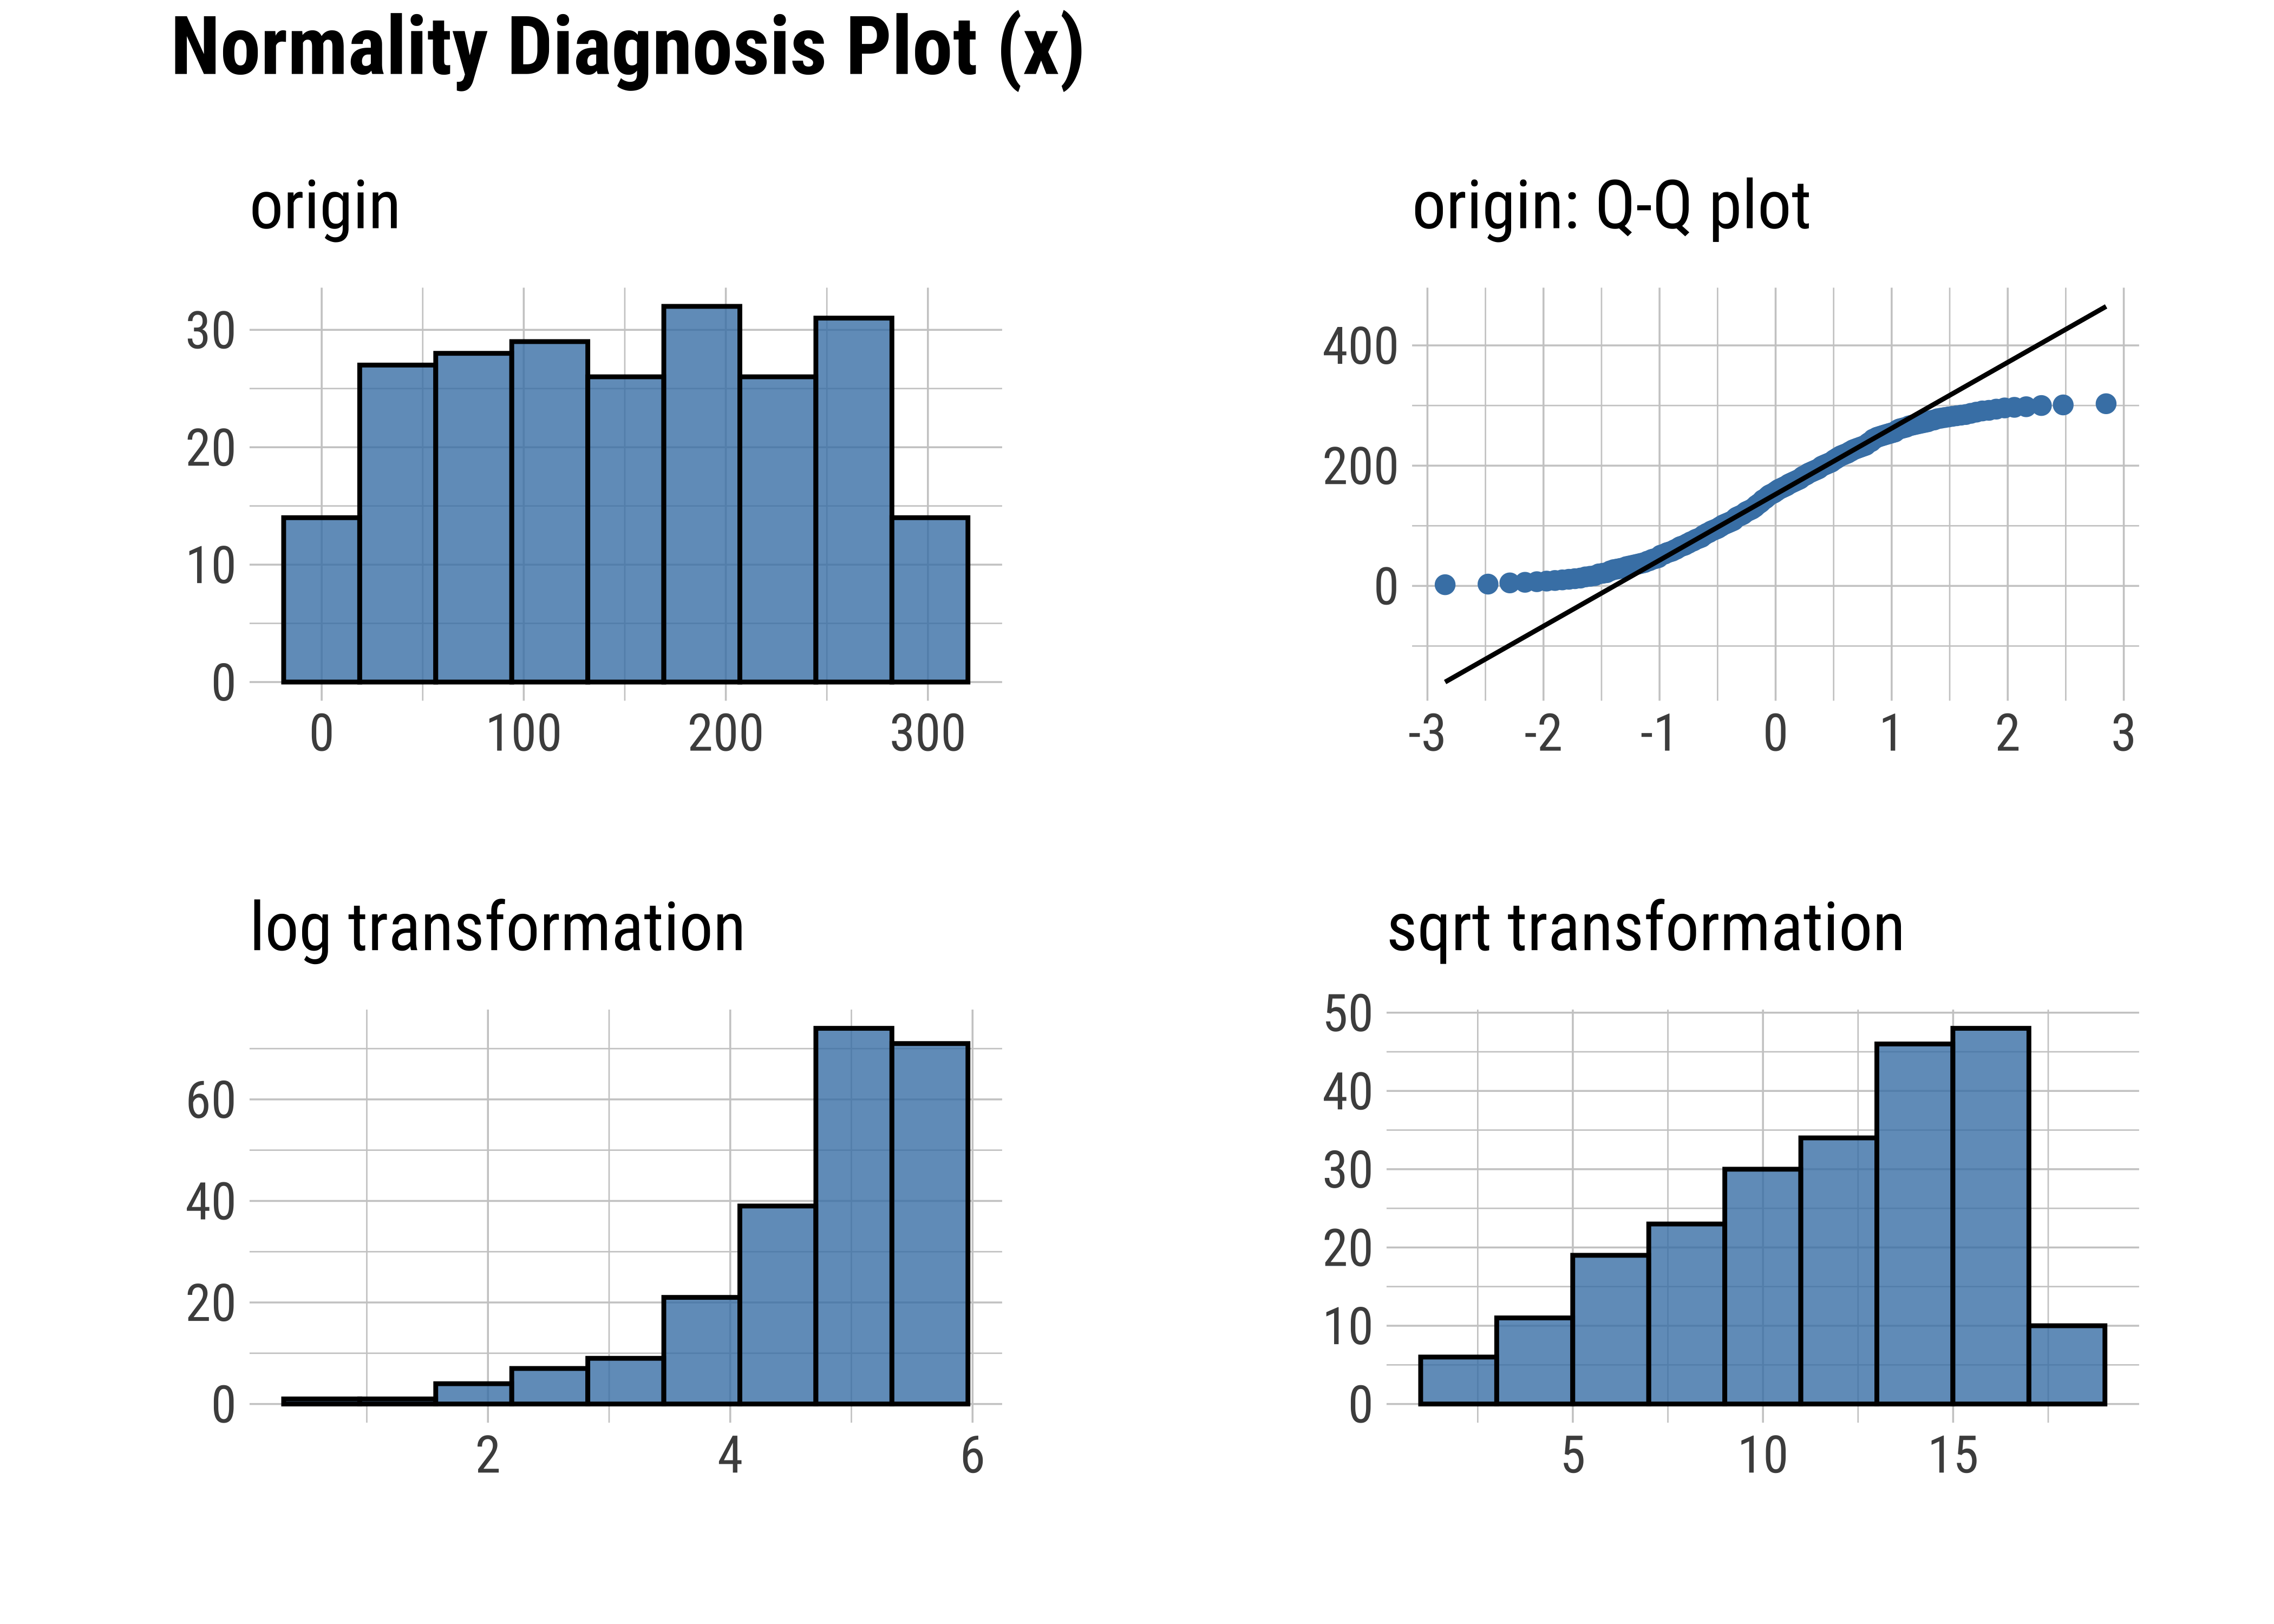 Normality Diagnosis Plot (x)
origin
30
20
10
0
0 100 200 300
origin: Q-Q plot
400
200
0
-3 -2 -1 0 1 2 3
log transformation
60
40
20
0
2 4 6
sqrt transformation
50
40
30
20
10
0
5 10 15